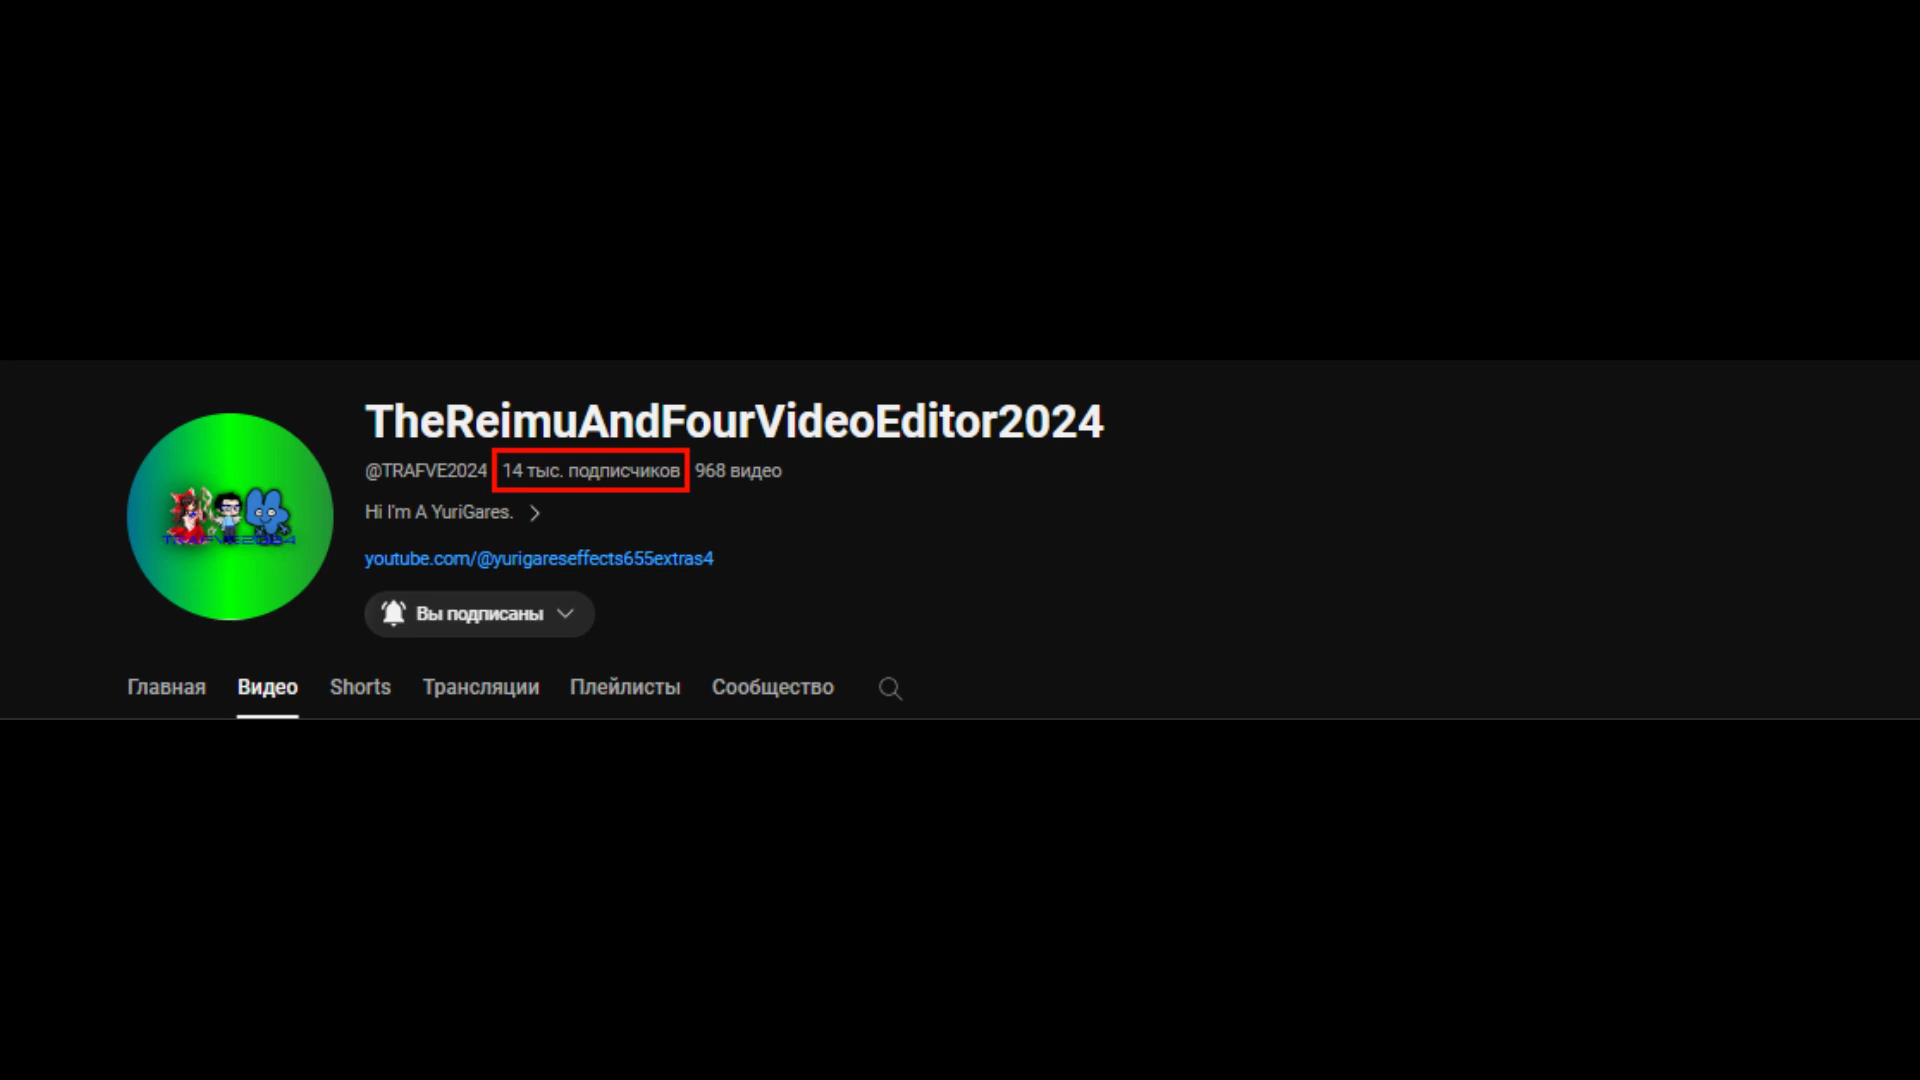 TheReimuAndFourVideoEditor2024
@TRAFVE2024 14 тыс. подписчиков 968 видео
Hi I'm A YuriGares.
youtube.com/@yurigareseffects655extras4
Вы подписаны
Главная Видео Shorts Трансляции Плейлисты Сообщество